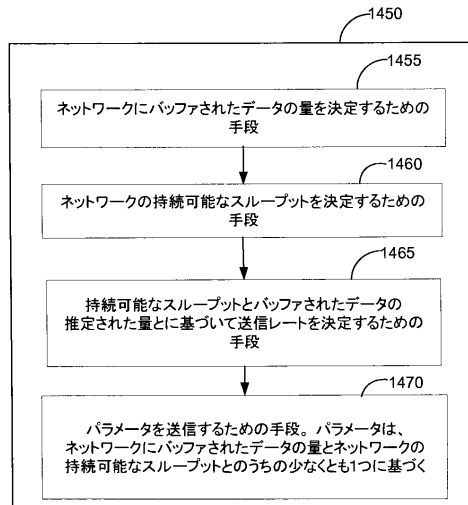 1450
1455
ネットワークにバッファされたデータの量を決定するための
手段
1460
ネットワークの持続可能なスループットを決定するための
手段
1465
持続可能なスループットとバッファされたデータの
推定された量とに基づいて送信レートを決定するための
手段
1470
パラメータを送信するための手段。パラメータは、
ネットワークにバッファされたデータの量とネットワークの
持続可能なスループットとのうちの少なくとも1つに基づく